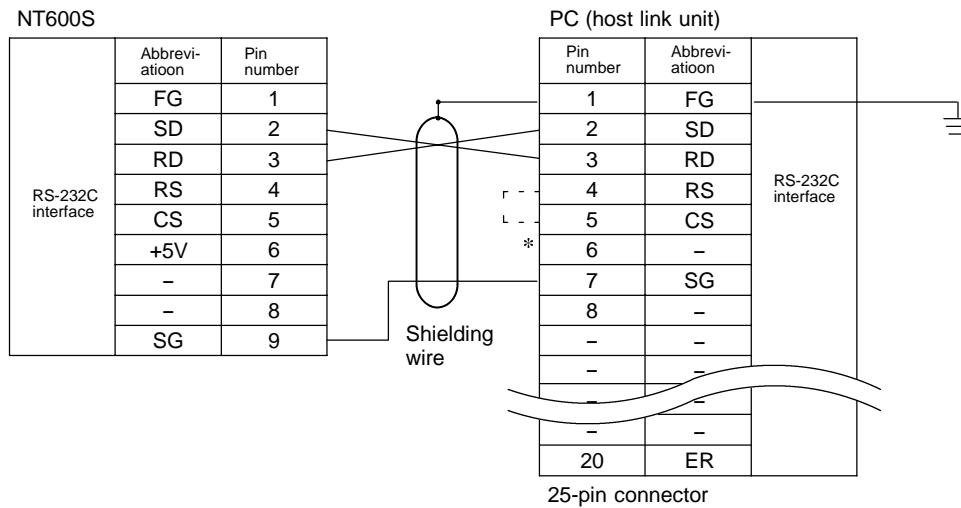 NT600S
PC (host link unit)
RS-232C
interface
Abbrevi-
atioon
Pin
number
FG 1
SD 2
RD 3
RS 4
CS 5
+5V 6
– 7
– 8
SG 9
Shielding
wire
*
Pin
number
Abbrevi-
atioon
1 FG
2 SD
3 RD
4 RS
5 CS
6 –
7 SG
8 –
– –
– –
– –
– –
20 ER
RS-232C
interface
25-pin connector